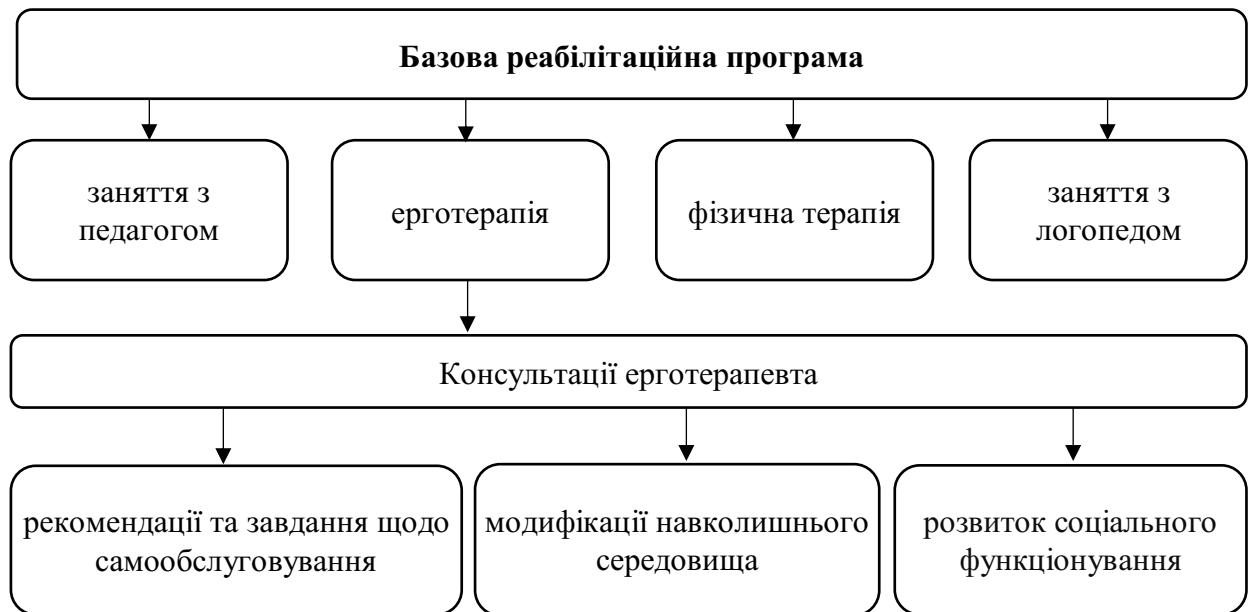 Базова реабілітаційна програма
заняття з
педагогом
ерготерапія
фізична терапія
заняття з
логопедом
Консультації ерготерапевта
рекомендації та завдання щодо
самообслуговування
модифікації навколишнього
середовища
розвиток соціального
функціонування